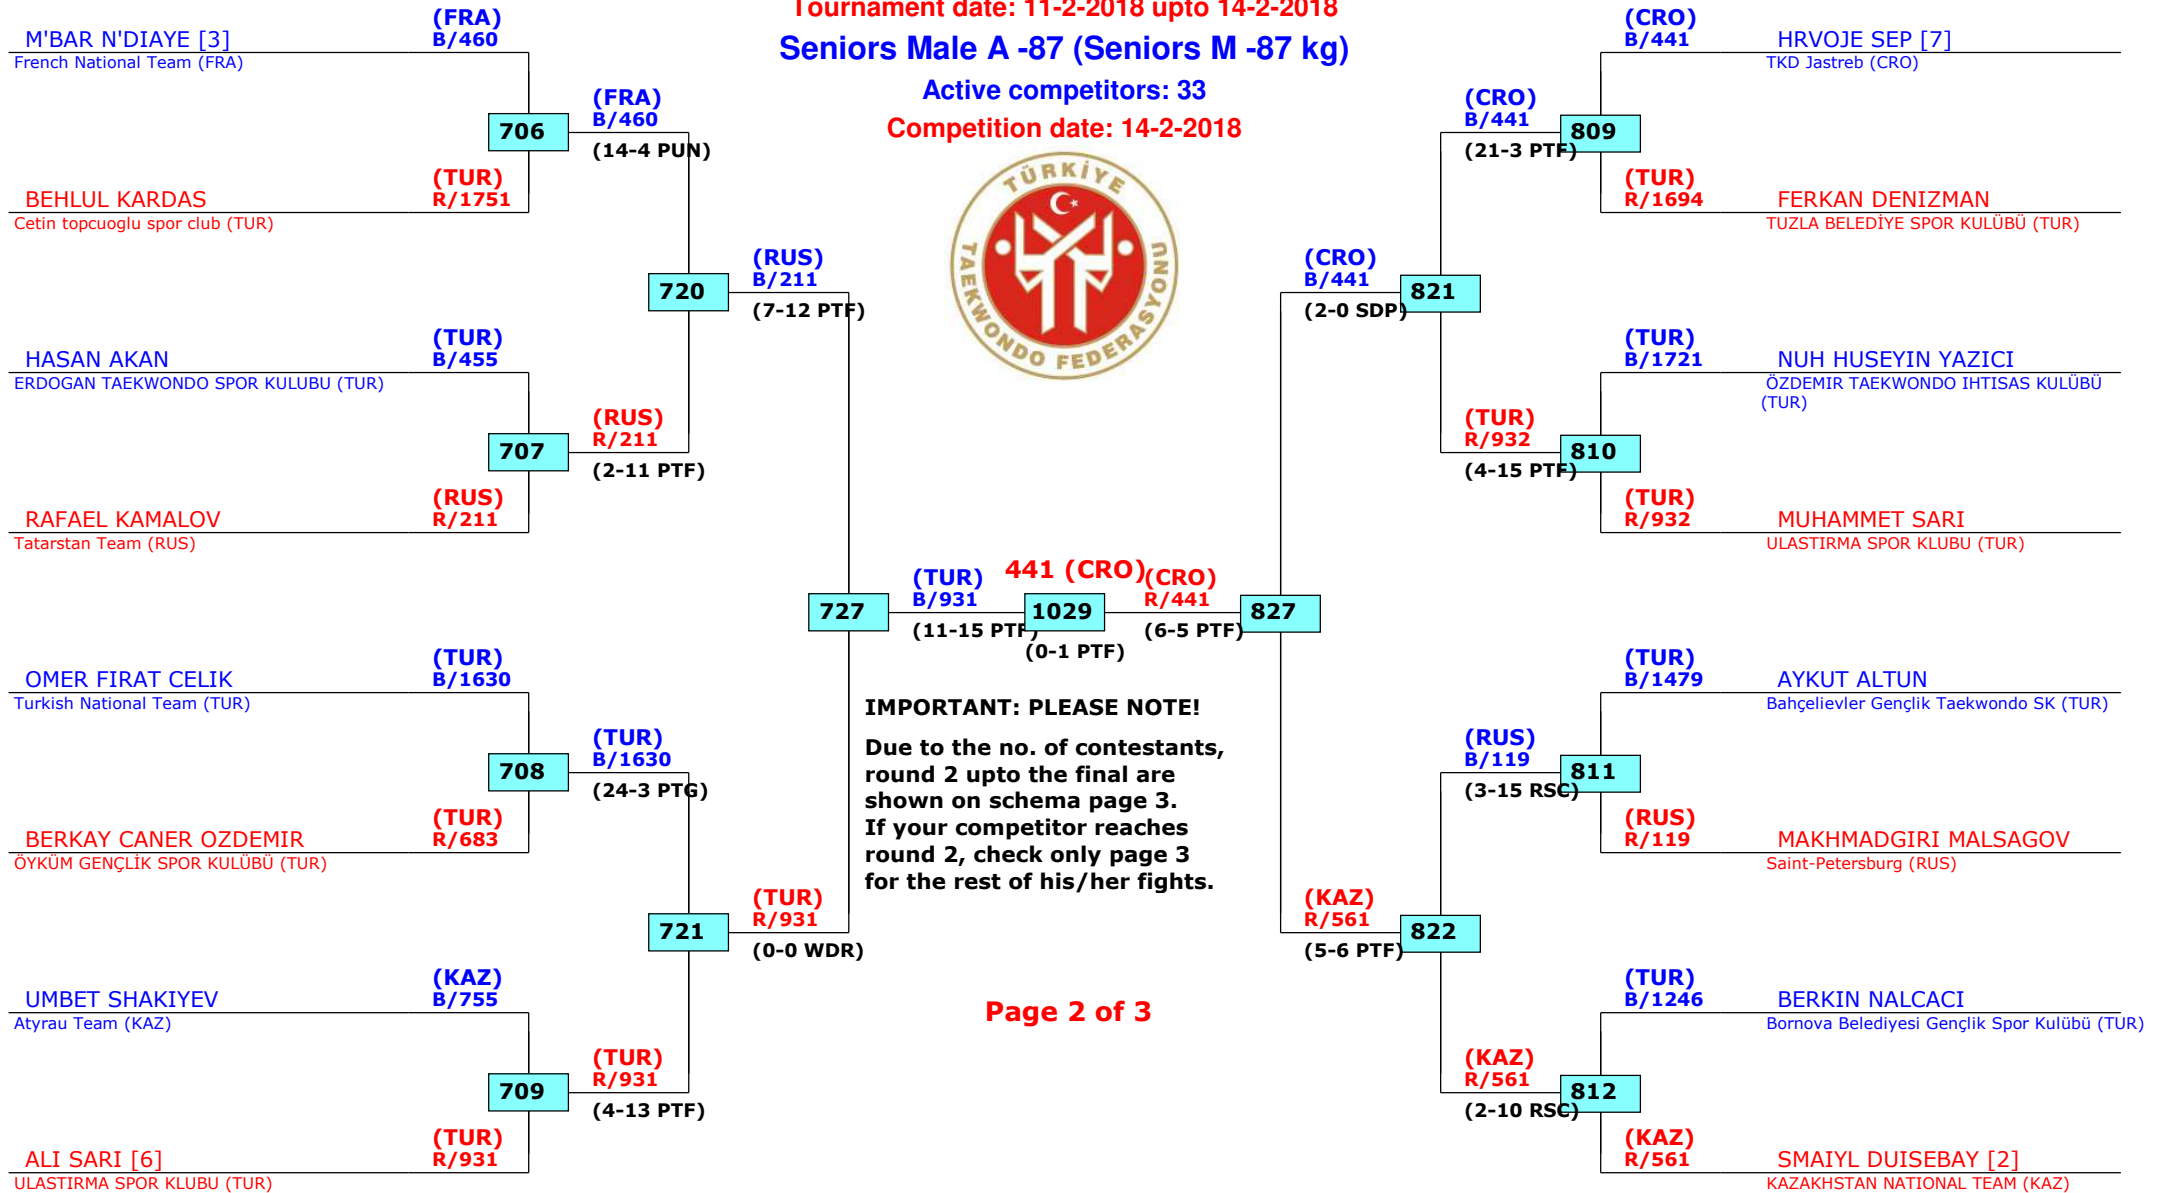 Tournament date: 11-2-2018 upto 14-2-2018
Seniors Male A -87 (Seniors M -87 kg)
Active competitors: 33
Competition date: 14-2-2018
TÜRKİYE
TAEKWONDO FEDERASYONU
M'BAR N'DIAYE [3]
French National Team (FRA)
(FRA)
B/460
706
BEHLUL KARDAS
Cetin topcuoglu spor club (TUR)
(TUR)
R/1751
(FRA)
B/460
(14-4 PUN)
720
HASAN AKAN
ERDOGAN TAEKWONDO SPOR KULUBU (TUR)
(TUR)
B/455
707
RAFAEL KAMALOV
Tatarstan Team (RUS)
(RUS)
R/211
(RUS)
R/211
(2-11 PTF)
(RUS)
B/211
(7-12 PTF)
727
OMER FIRAT CELIK
Turkish National Team (TUR)
(TUR)
B/1630
708
BERKAY CANER OZDEMIR
ÖYKÜM GENÇLİK SPOR KULÜBÜ (TUR)
(TUR)
R/683
(TUR)
B/1630
(24-3 PTG)
721
UMBET SHAKIYEV
Atyrau Team (KAZ)
(KAZ)
B/755
709
ALI SARI [6]
ULASTIRMA SPOR KLUBU (TUR)
(TUR)
R/931
(TUR)
R/931
(4-13 PTF)
(TUR)
R/931
(0-0 WDR)
(TUR)
B/931
(11-15 PTF)
441 (CRO)
1029
(0-1 PTF)
(CRO)
R/441
(6-5 PTF)
827
IMPORTANT: PLEASE NOTE!
Due to the no. of contestants,
round 2 upto the final are
shown on schema page 3.
If your competitor reaches
round 2, check only page 3
for the rest of his/her fights.
Page 2 of 3
(CRO)
B/441
(2-0 SDP)
821
(CRO)
B/441
(21-3 PTF)
809
(CRO)
B/441
HRVOJE SEP [7]
TKD Jastreb (CRO)
(TUR)
R/1694
FERKAN DENIZMAN
TUZLA BELEDİYE SPOR KULÜBÜ (TUR)
(TUR)
R/932
(4-15 PTF)
810
(TUR)
B/1721
NUH HUSEYIN YAZICI
ÖZDEMIR TAEKWONDO IHTISAS KULÜBÜ
(TUR)
(TUR)
R/932
MUHAMMET SARI
ULASTIRMA SPOR KLUBU (TUR)
(KAZ)
R/561
(5-6 PTF)
822
(RUS)
B/119
(3-15 RSC)
811
(TUR)
B/1479
AYKUT ALTUN
Bahçelievler Gençlik Taekwondo SK (TUR)
(RUS)
R/119
MAKHMADGIRI MALSAGOV
Saint-Petersburg (RUS)
(KAZ)
R/561
(2-10 RSC)
812
(TUR)
B/1246
BERKIN NALCACI
Bornova Belediyesi Gençlik Spor Kulübü (TUR)
(KAZ)
R/561
SMAIYL DUISEBAY [2]
KAZAKHSTAN NATIONAL TEAM (KAZ)